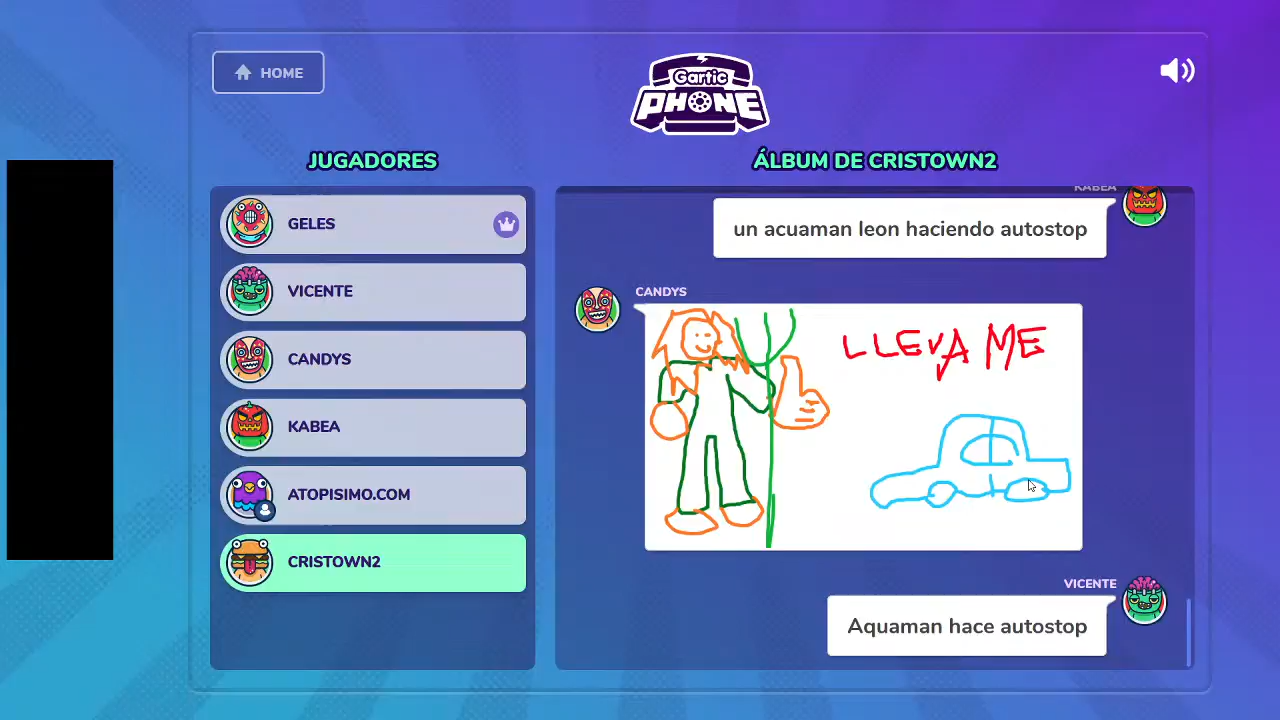 HOME
Gartic
PHONE
JUGADORES
ÁLBUM DE CRISTOWN2
GELES
VICENTE
CANDYS
KABEA
ATOPISIMO.COM
CRISTOWN2
KABEA
un acuaman leon haciendo autostop
CANDYS
LLEVA ME
VICENTE
Aquaman hace autostop